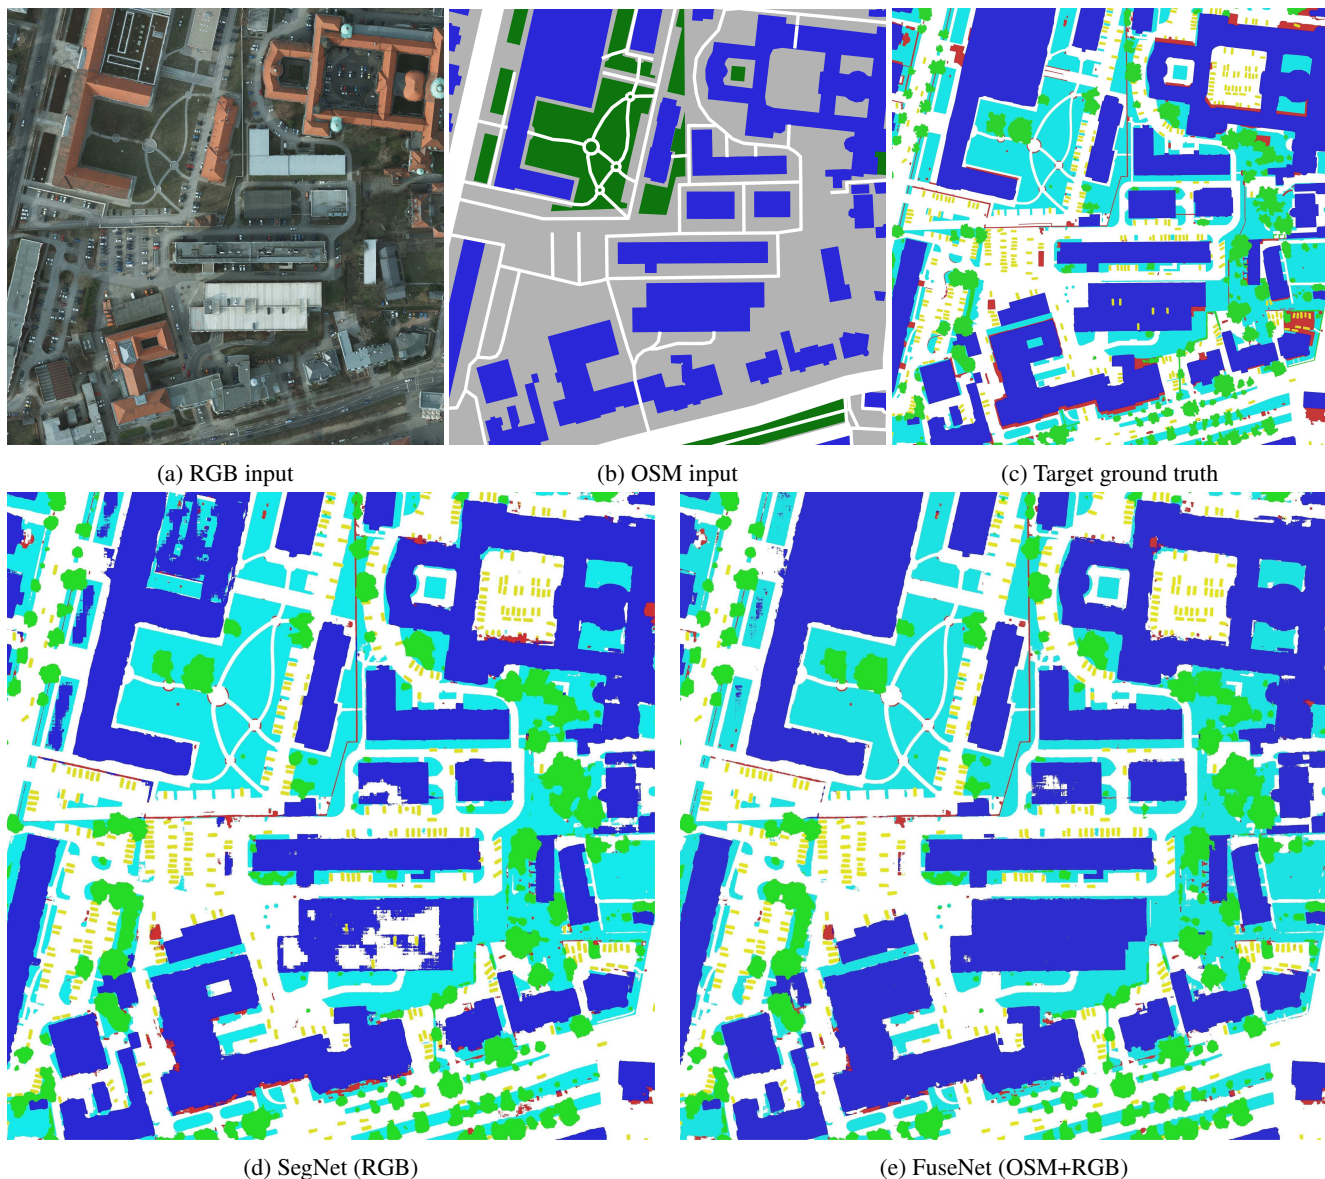 (a) RGB input
(b) OSM input
(c) Target ground truth
(d) SegNet (RGB)
(e) FuseNet (OSM+RGB)